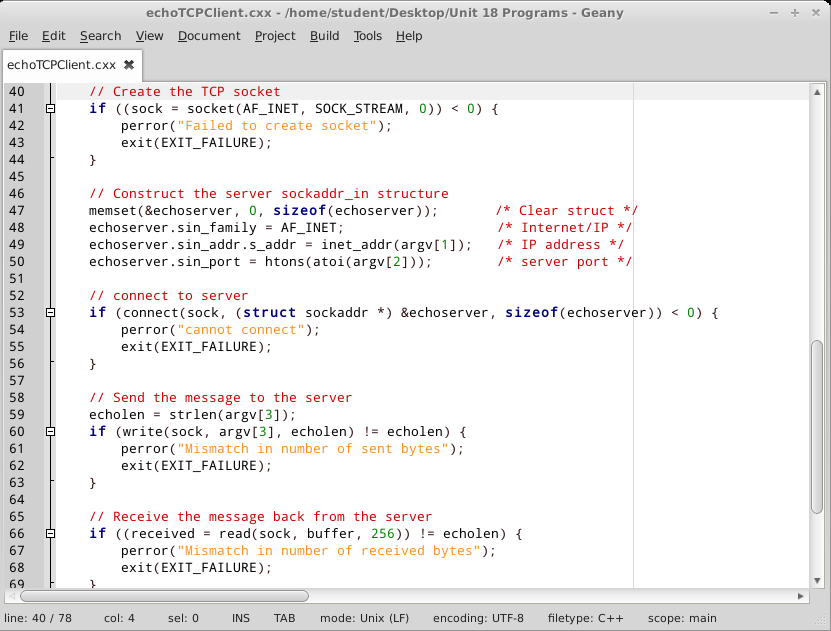 echoTCPClient.cxx - /home/student/Desktop/Unit 18 Programs - Geany
File Edit Search View Document Project Build Tools Help
echoTCPClient.cxx
40 // Create the TCP socket
41 if ((sock = socket(AF_INET, SOCK_STREAM, 0)) < 0) {
42 perror("Failed to create socket");
43 exit(EXIT_FAILURE);
44 }
45
46 // Construct the server sockaddr_in structure
47 memset(&echoserver, 0, sizeof(echoserver)); /* Clear struct */
48 echoserver.sin_family = AF_INET; /* Internet/IP */
49 echoserver.sin_addr.s_addr = inet_addr(argv[1]); /* IP address */
50 echoserver.sin_port = htons(atoi(argv[2])); /* server port */
51
52 // connect to server
53 if (connect(sock, (struct sockaddr *) &echoserver, sizeof(echoserver)) < 0) {
54 perror("cannot connect");
55 exit(EXIT_FAILURE);
56 }
57
58 // Send the message to the server
59 echolen = strlen(argv[3]);
60 if (write(sock, argv[3], echolen) != echolen) {
61 perror("Mismatch in number of sent bytes");
62 exit(EXIT_FAILURE);
63 }
64
65 // Receive the message back from the server
66 if ((received = read(sock, buffer, 256)) != echolen) {
67 perror("Mismatch in number of received bytes");
68 exit(EXIT_FAILURE);
69 }
line: 40 / 78 col: 4 sel: 0 INS TAB mode: Unix (LF) encoding: UTF-8 filetype: C++ scope: main